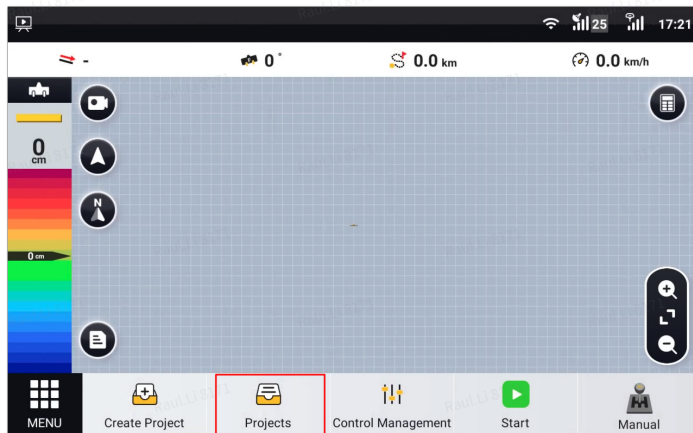 25 17:21
- 0° 0.0 km 0.0 km/h
0
cm
N
0 cm
MENU Create Project Projects Control Management Start Manual